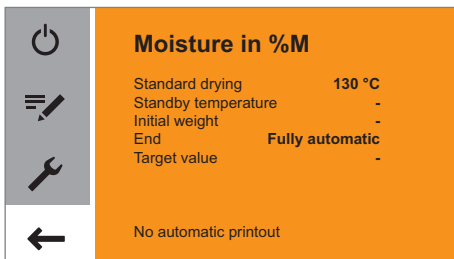 Moisture in %M
Standard drying 130 °C
Standby temperature -
Initial weight -
End Fully automatic
Target value -
No automatic printout